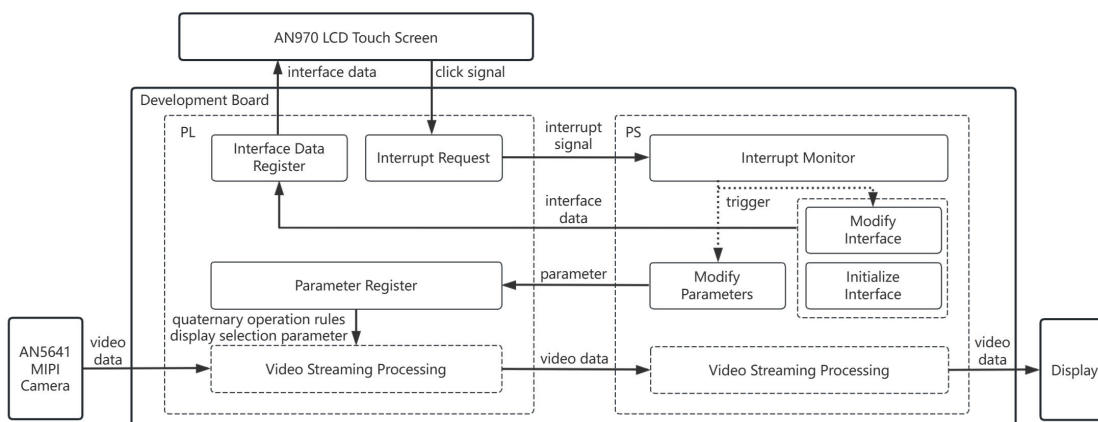 AN970 LCD Touch Screen
interface data
click signal
Development Board
PL
PS
Interface Data
Register
Interrupt Request
interrupt
signal
Interrupt Monitor
trigger
interface
data
Modify
Interface
Initialize
Interface
Parameter Register
parameter
Modify
Parameters
quaternary operation rules
display selection parameter
AN5641
MIPI
Camera
video
data
Video Streaming Processing
video data
Video Streaming Processing
video
data
Display